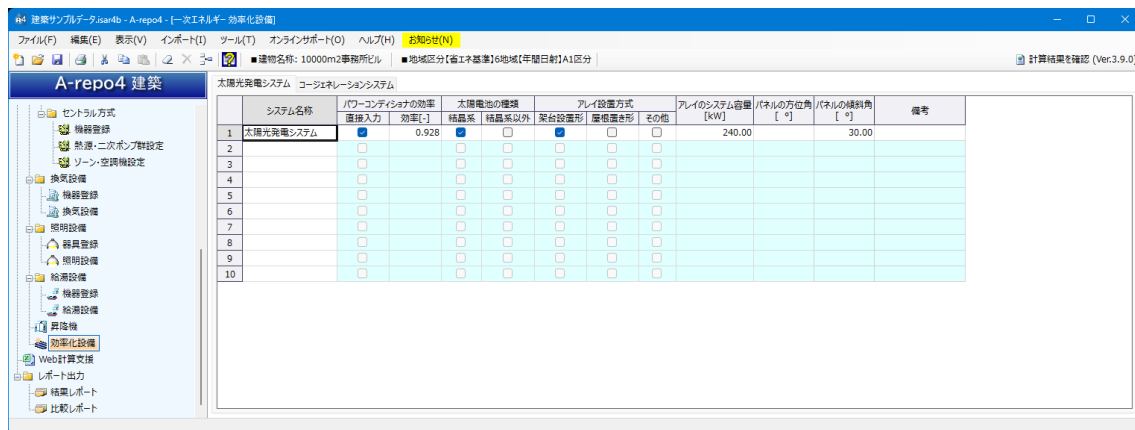 建築サンプルデータ.isar4b - A-repo4 - [一次エネルギー 効率化設備]
ファイル(F) 編集(E) 表示(V) インポート(I) ツール(T) オンラインサポート(O) ヘルプ(H) お知らせ(N)
■建物名称: 10000m2事務所ビル ■地域区分【省エネ基準】6地域【年間日射】A1区分 計算結果を確認 (Ver.3.9.0)
A-repo4 建築
セントラル方式
機器登録
熱源・二次ポンプ群設定
ゾーン・空調機設定
換気設備
機器登録
換気設備
照明設備
器具登録
照明設備
給湯設備
機器登録
給湯設備
昇降機
効率化設備
Web計算支援
レポート出力
結果レポート
比較レポート
太陽光発電システム コージェネレーションシステム
システム名称 パワーコンディショナの効率 太陽電池の種類 アレイ設置方式 アレイのシステム容量 パネルの方位角 パネルの傾斜角 備考
直接入力 効率[-] 結晶系 結晶系以外 架台設置形 屋根置き形 その他 [kW] [ °] [ °]
1 太陽光発電システム 0.928 240.00 30.00
2
3
4
5
6
7
8
9
10